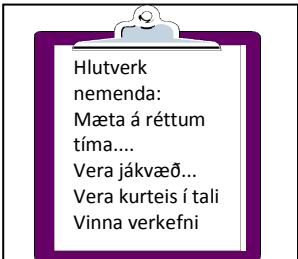 Hlutverk
nemenda:
Mæta á réttum
tíma....
Vera jákvæð...
Vera kurteis í tali
Vinna verkefni